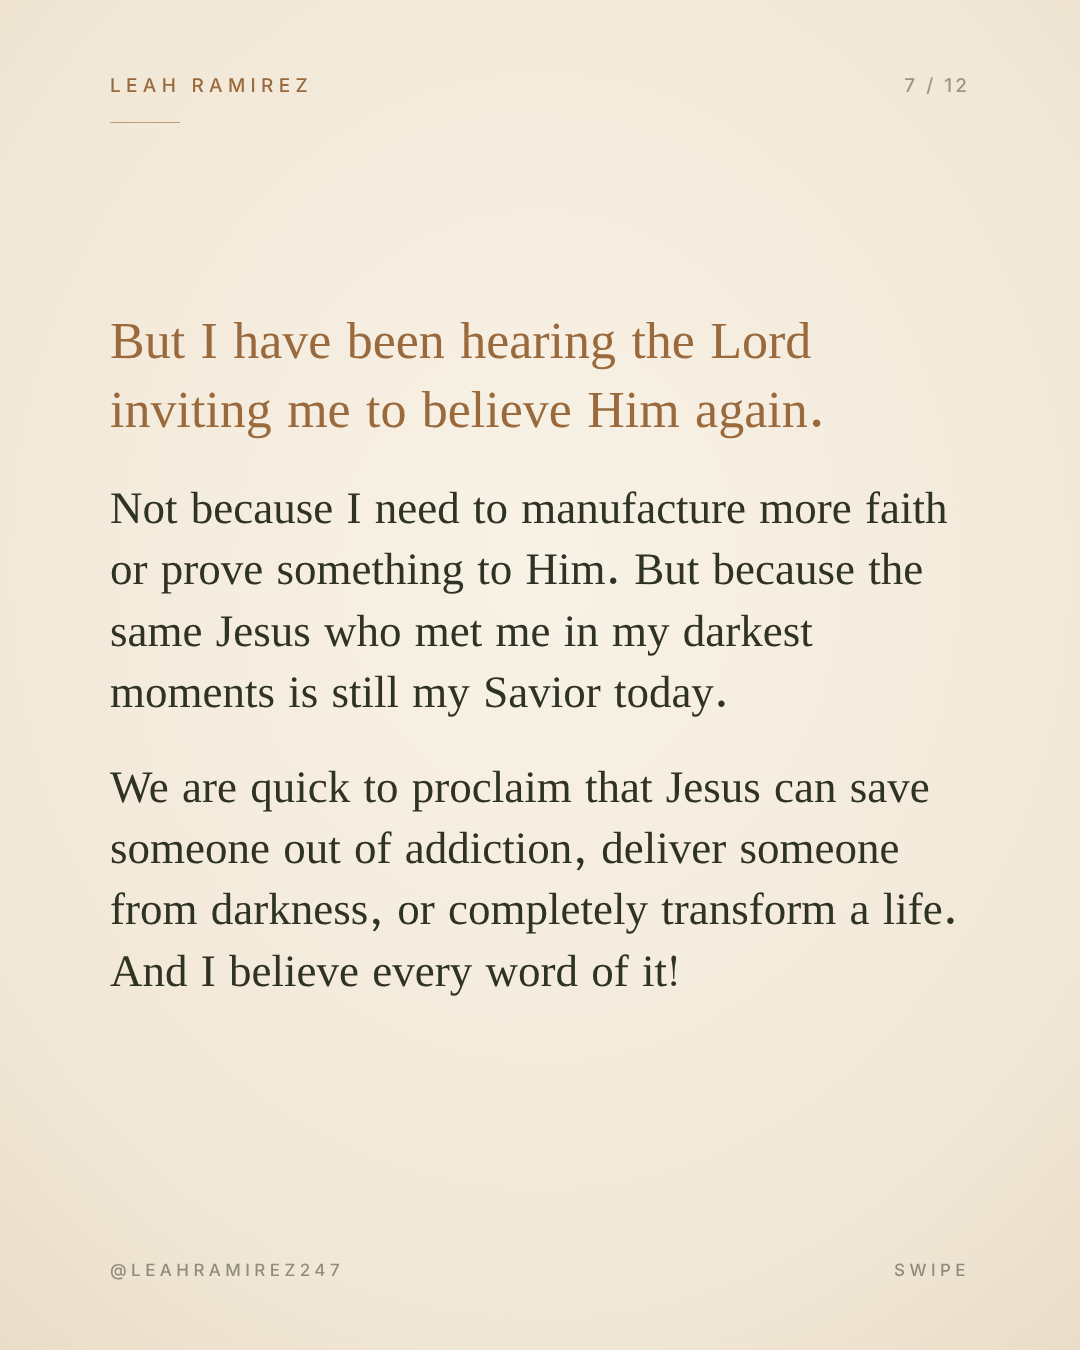 LEAH RAMIREZ
7 / 12
But I have been hearing the Lord
inviting me to believe Him again.
Not because I need to manufacture more faith
or prove something to Him. But because the
same Jesus who met me in my darkest
moments is still my Savior today.
We are quick to proclaim that Jesus can save
someone out of addiction, deliver someone
from darkness, or completely transform a life.
And I believe every word of it!
@LEAHRAMIREZ247
SWIPE